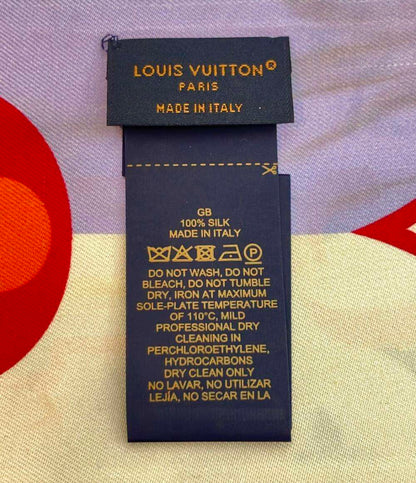 LOUIS VUITTON®
PARIS
MADE IN ITALY
GB
100% SILK
MADE IN ITALY
DO NOT WASH, DO NOT
BLEACH, DO NOT TUMBLE
DRY, IRON AT MAXIMUM
SOLE-PLATE TEMPERATURE
OF 110°C, MILD
PROFESSIONAL DRY
CLEANING IN
PERCHLOROETHYLENE,
HYDROCARBONS
DRY CLEAN ONLY
NO LAVAR, NO UTILIZAR
LEJÍA, NO SECAR EN LA